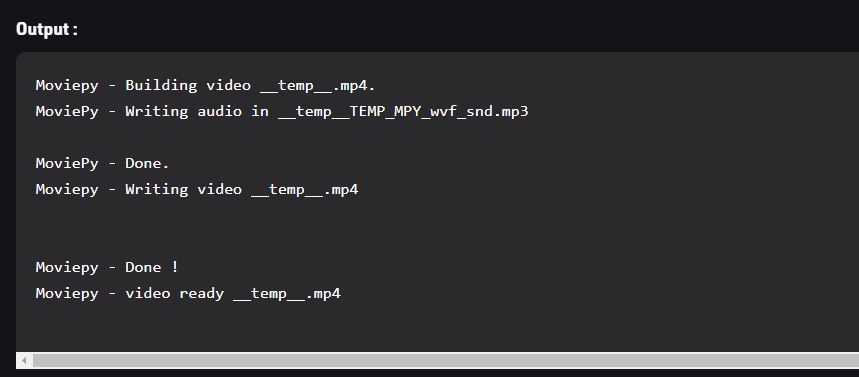 Output :
Moviepy - Building video __temp__.mp4.
MoviePy - Writing audio in __temp__TEMP_MPY_wvf_snd.mp3
MoviePy - Done.
Moviepy - Writing video __temp__.mp4
Moviepy - Done !
Moviepy - video ready __temp__.mp4